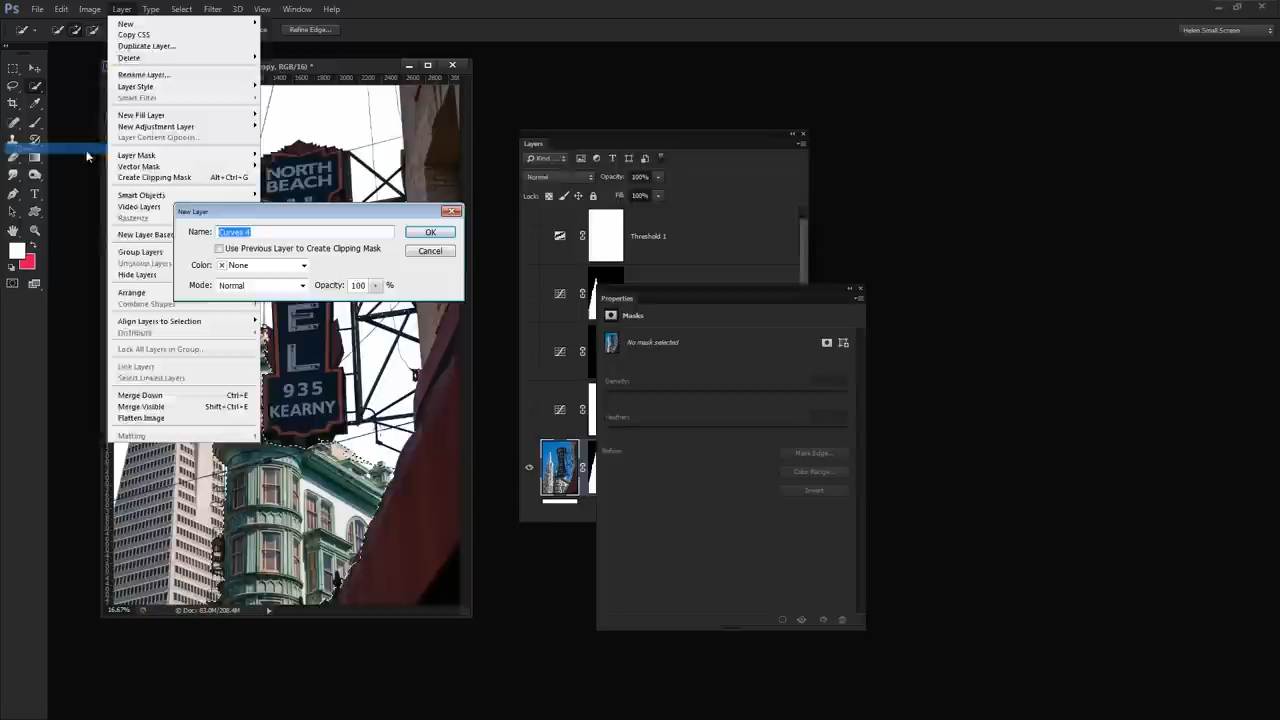 Ps File Edit Image Layer Type Select Filter 3D View Window Help
Refine Edge...
Helen Small Screen
New
Copy CSS
Duplicate Layer...
Delete
Rename Layer...
Layer Style
Smart Filter
New Fill Layer
New Adjustment Layer
Layer Content Options...
Layer Mask
Vector Mask
Create Clipping Mask Alt+Ctrl+G
Smart Objects
Video Layers
Rasterize
New Layer Based
Group Layers
Ungroup Layers
Hide Layers
Arrange
Combine Shapes
Align Layers to Selection
Distribute
Lock All Layers in Group...
Link Layers
Select Linked Layers
Merge Down Ctrl+E
Merge Visible Shift+Ctrl+E
Flatten Image
Matting
opy, RGB/16) *
1400 1600 1800 2000 2200 2400 2600 2800 300
NORTH
BEACH
E
L
935
KEARNY
16.67%
Doc: 83.0M/208.4M
New Layer
Name: Curves 4
OK
Use Previous Layer to Create Clipping Mask
Cancel
Color: None
Mode: Normal Opacity: 100 %
Layers
Kind
Normal Opacity: 100%
Lock: Fill: 100%
Threshold 1
Properties
Masks
No mask selected
Density:
Feather:
Refine:
Mask Edge...
Color Range...
Invert